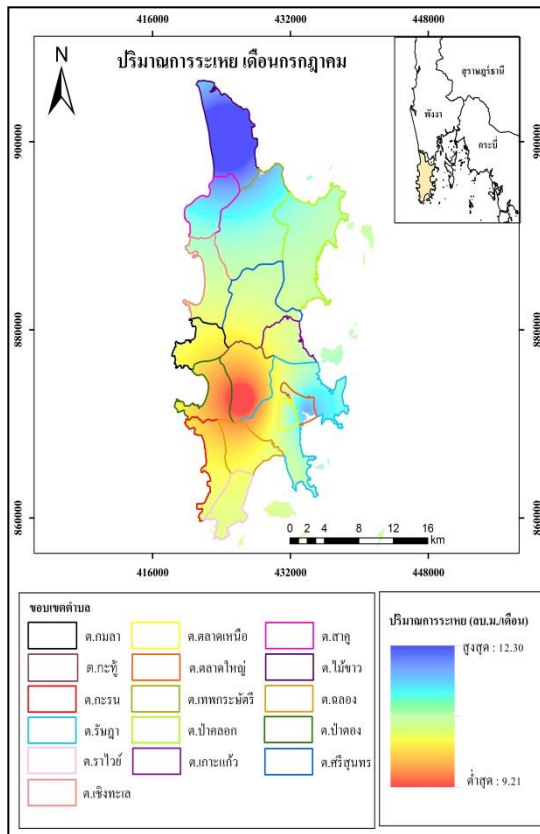 416000 432000 448000
N
ปริมาณการระเหย เดือนกรกฎาคม
สุราษฎร์ธานี
พังงา
กระบี่
900000 900000
880000 880000
860000 860000
0 2 4 8 12 16
km
416000 432000 448000
ขอบเขตตำบล
ต.กมลา ต.ตลาดเหนือ ต.สาคู
ต.กะทู้ ต.ตลาดใหญ่ ต.ไม้ขาว
ต.กะรน ต.เทพกระษัตรี ต.ฉลอง
ต.รัษฎา ต.ป่าคลอก ต.ป่าตอง
ต.ราไวย์ ต.เกาะแก้ว ต.ศรีสุนทร
ต.เชิงทะเล
ปริมาณการระเหย (ลบ.ม./เดือน)
สูงสุด : 12.30
ต่ำสุด : 9.21